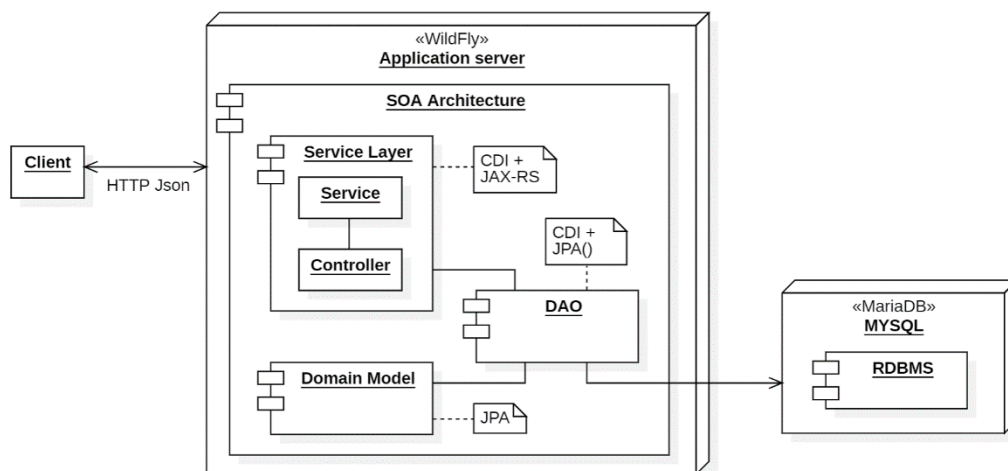 «WildFly»
Application server
SOA Architecture
Client
HTTP Json
Service Layer
CDI +
JAX-RS
Service
Controller
CDI +
JPA()
DAO
Domain Model
JPA
«MariaDB»
MYSQL
RDBMS